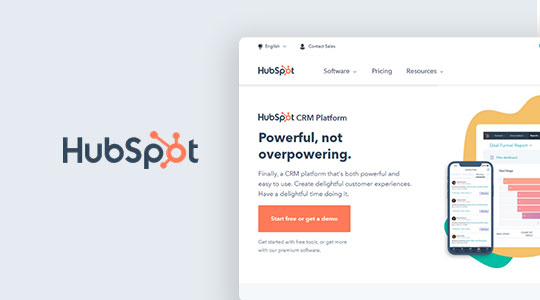 HubSpot
English
Contact Sales
HubSpot
Software
Pricing
Resources
HubSpot CRM Platform
Powerful, not
overpowering.
Finally, a CRM platform that's both powerful and
easy to use. Create delightful customer experiences.
Have a delightful time doing it.
Start free or get a demo
Get started with free tools, or get more
with our premium software.
Deal Funnel Report